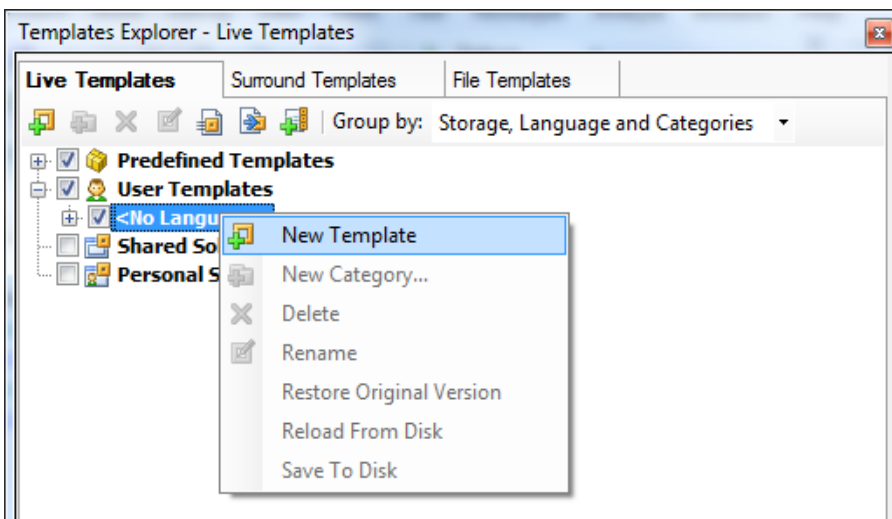 Templates Explorer - Live Templates
Live Templates Surround Templates File Templates
Group by: Storage, Language and Categories
Predefined Templates
User Templates
<No Langu
New Template
Shared So
New Category...
Personal S
Delete
Rename
Restore Original Version
Reload From Disk
Save To Disk